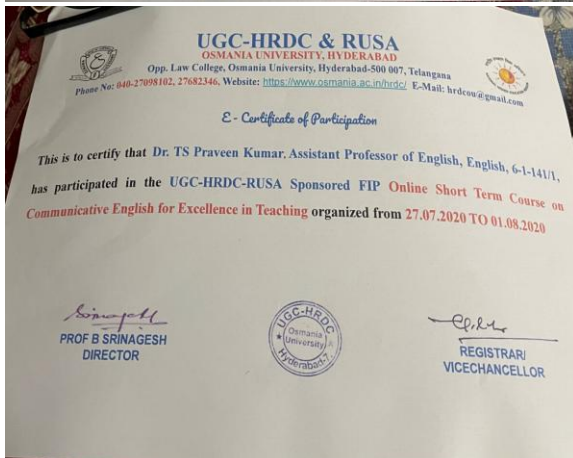 UGC-HRDC & RUSA
OSMANIA UNIVERSITY, HYDERABAD
Opp. Law College, Osmania University, Hyderabad-500 007, Telangana
Phone No: 040-27098102, 27682346, Website: https://www.osmania.ac.in/hrdc/ E-Mail: hrdcou@gmail.com
E - Certificate of Participation
This is to certify that Dr. TS Praveen Kumar, Assistant Professor of English, English, 6-1-141/1,
has participated in the UGC-HRDC-RUSA Sponsored FIP Online Short Term Course on
Communicative English for Excellence in Teaching organized from 27.07.2020 TO 01.08.2020
PROF B SRINAGESH
DIRECTOR
UGC-HRDC
Osmania
University
Hyderabad-7.
REGISTRAR/
VICECHANCELLOR